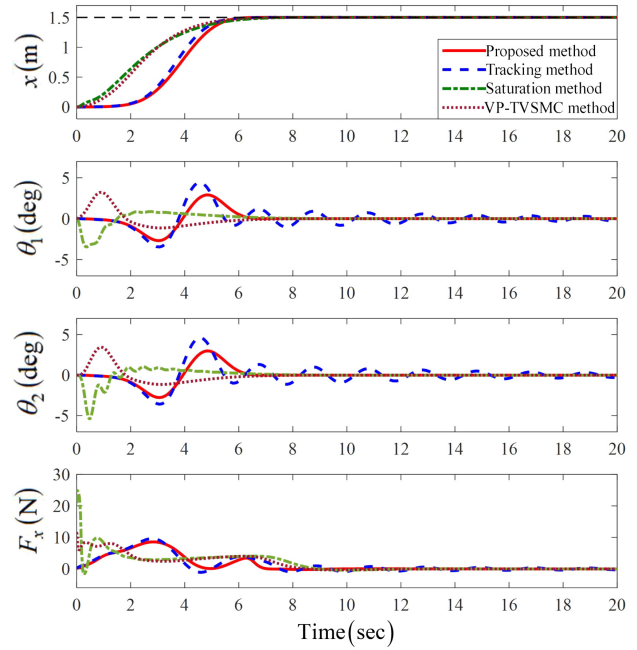 1.5
1
0.5
0
x(m)
Proposed method
Tracking method
Saturation method
VP-TVSMC method
0 2 4 6 8 10 12 14 16 18 20
5
0
-5
θ1(deg)
0 2 4 6 8 10 12 14 16 18 20
5
0
-5
θ2(deg)
0 2 4 6 8 10 12 14 16 18 20
30
20
10
0
Fx(N)
0 2 4 6 8 10 12 14 16 18 20
Time(sec)